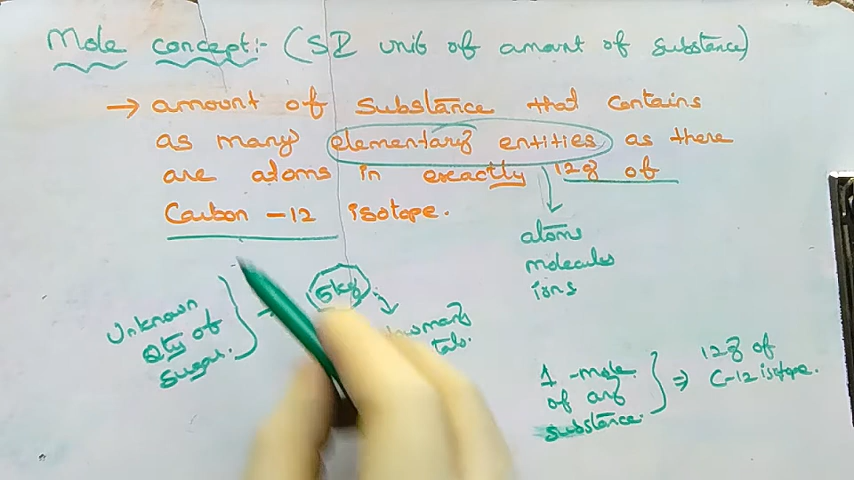 Mole concept:- (SI unit of amount of substance)
→ amount of substance that contains
as many elementary entities as there
are atoms in exactly 12g of
Carbon -12 isotope.
atoms
molecules
ions
Unknown
Qty of
sugar.
5kg
1 -mole
of any
substance.
⇒ 12g of
C-12 isotope.